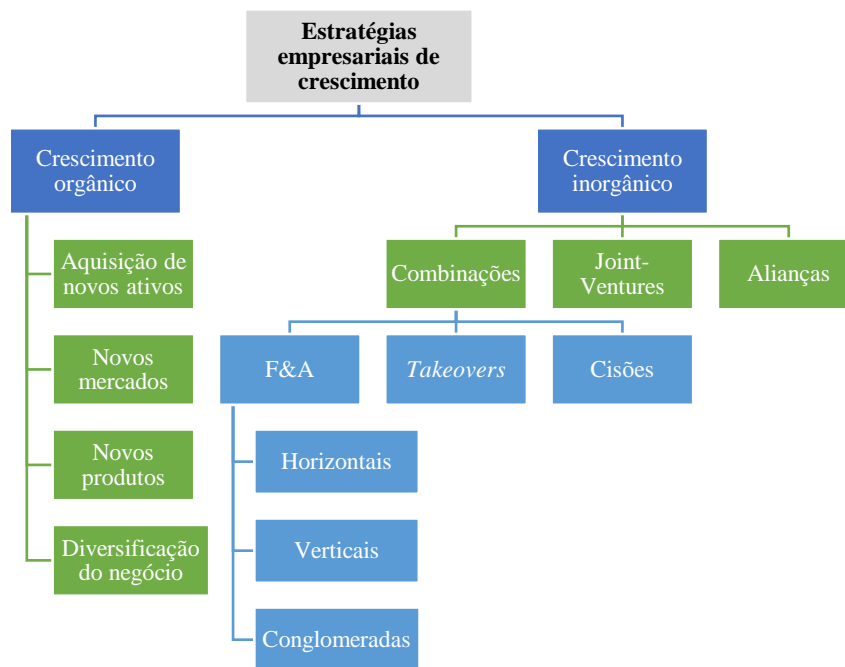 Estratégias
empresariais de
crescimento
Crescimento
orgânico
Crescimento
inorgânico
Aquisição de
novos ativos
Novos
mercados
Novos
produtos
Diversificação
do negócio
Combinações
Joint-
Ventures
Alianças
F&A
Takeovers
Cisões
Horizontais
Verticais
Conglomeradas